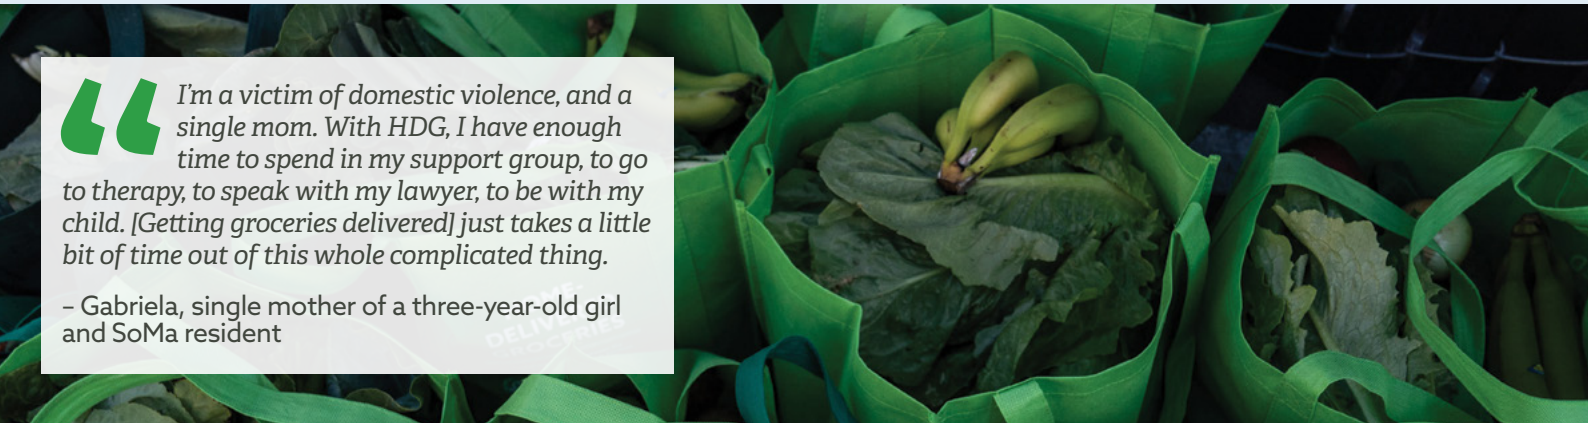 I’m a victim of domestic violence, and a
single mom. With HDG, I have enough
time to spend in my support group, to go
to therapy, to speak with my lawyer, to be with my
child. [Getting groceries delivered] just takes a little
bit of time out of this whole complicated thing.
– Gabriela, single mother of a three-year-old girl
and SoMa resident
GROCERIES